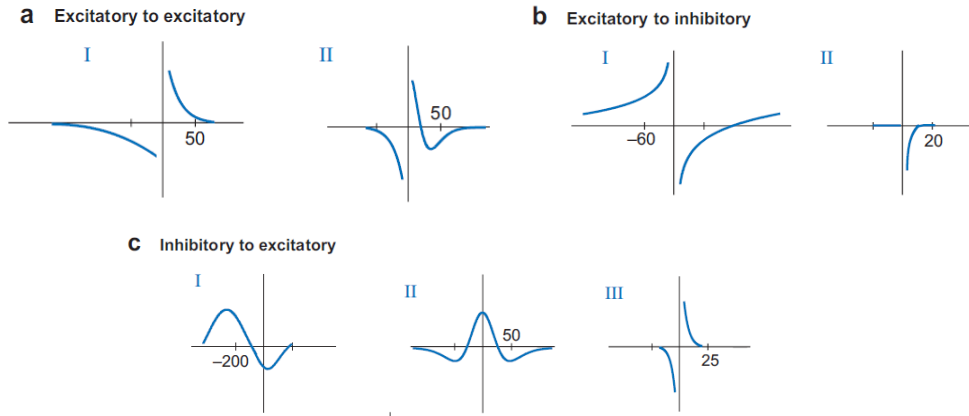 a Excitatory to excitatory
I
50
II
50
b Excitatory to inhibitory
I
−60
II
20
c Inhibitory to excitatory
I
−200
II
50
III
25